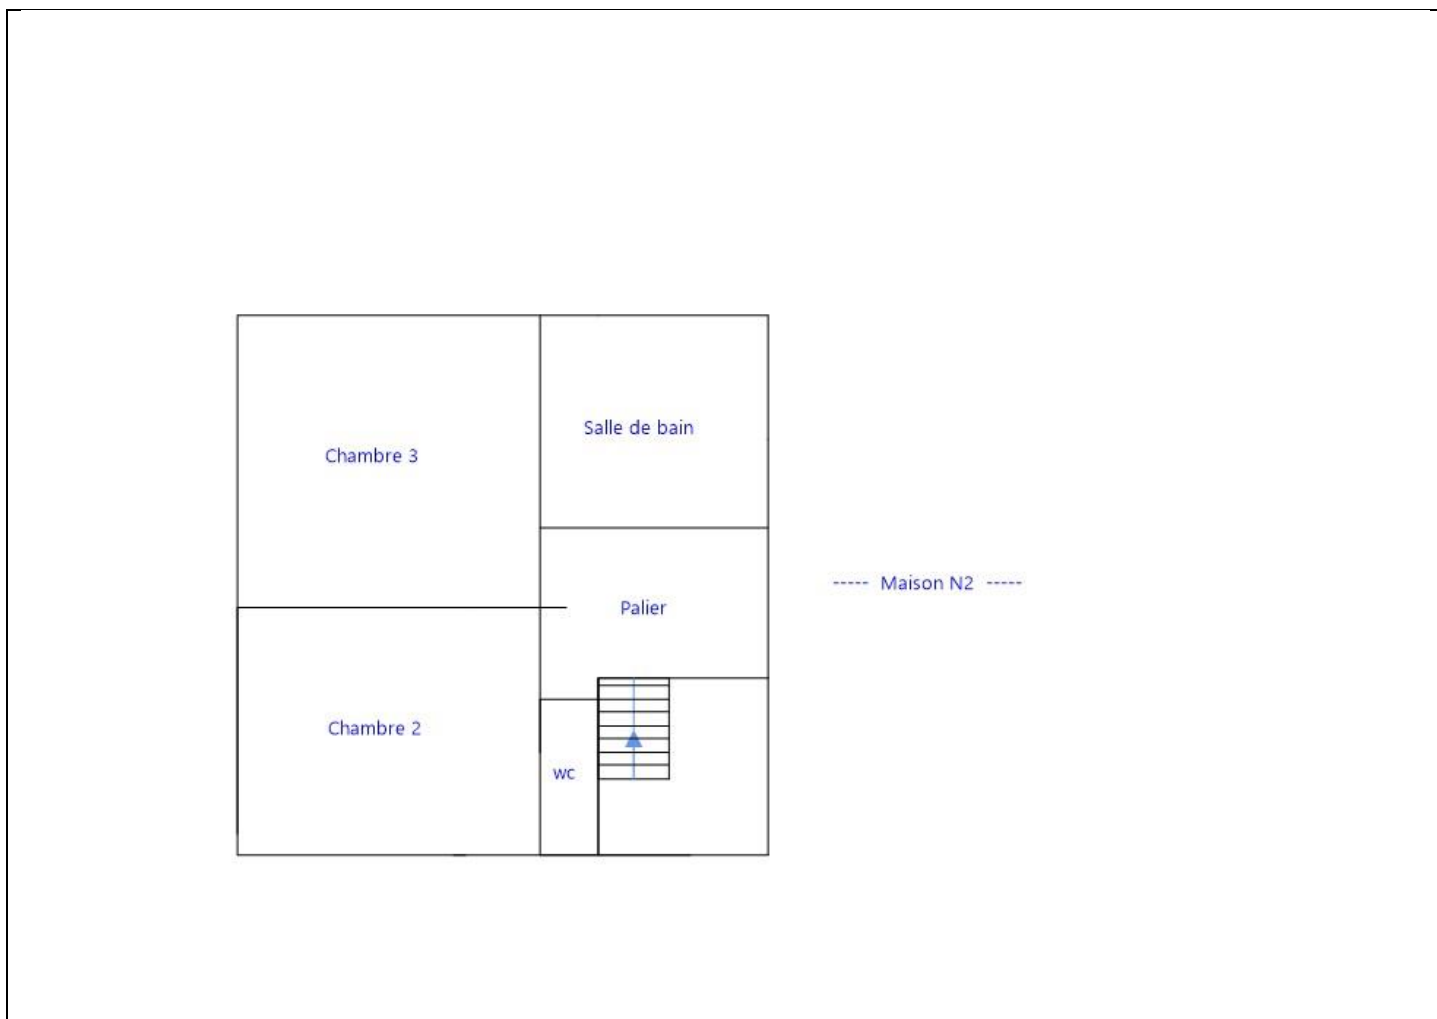 Salle de bain
Chambre 3
----- Maison N2 -----
Palier
Chambre 2
wc